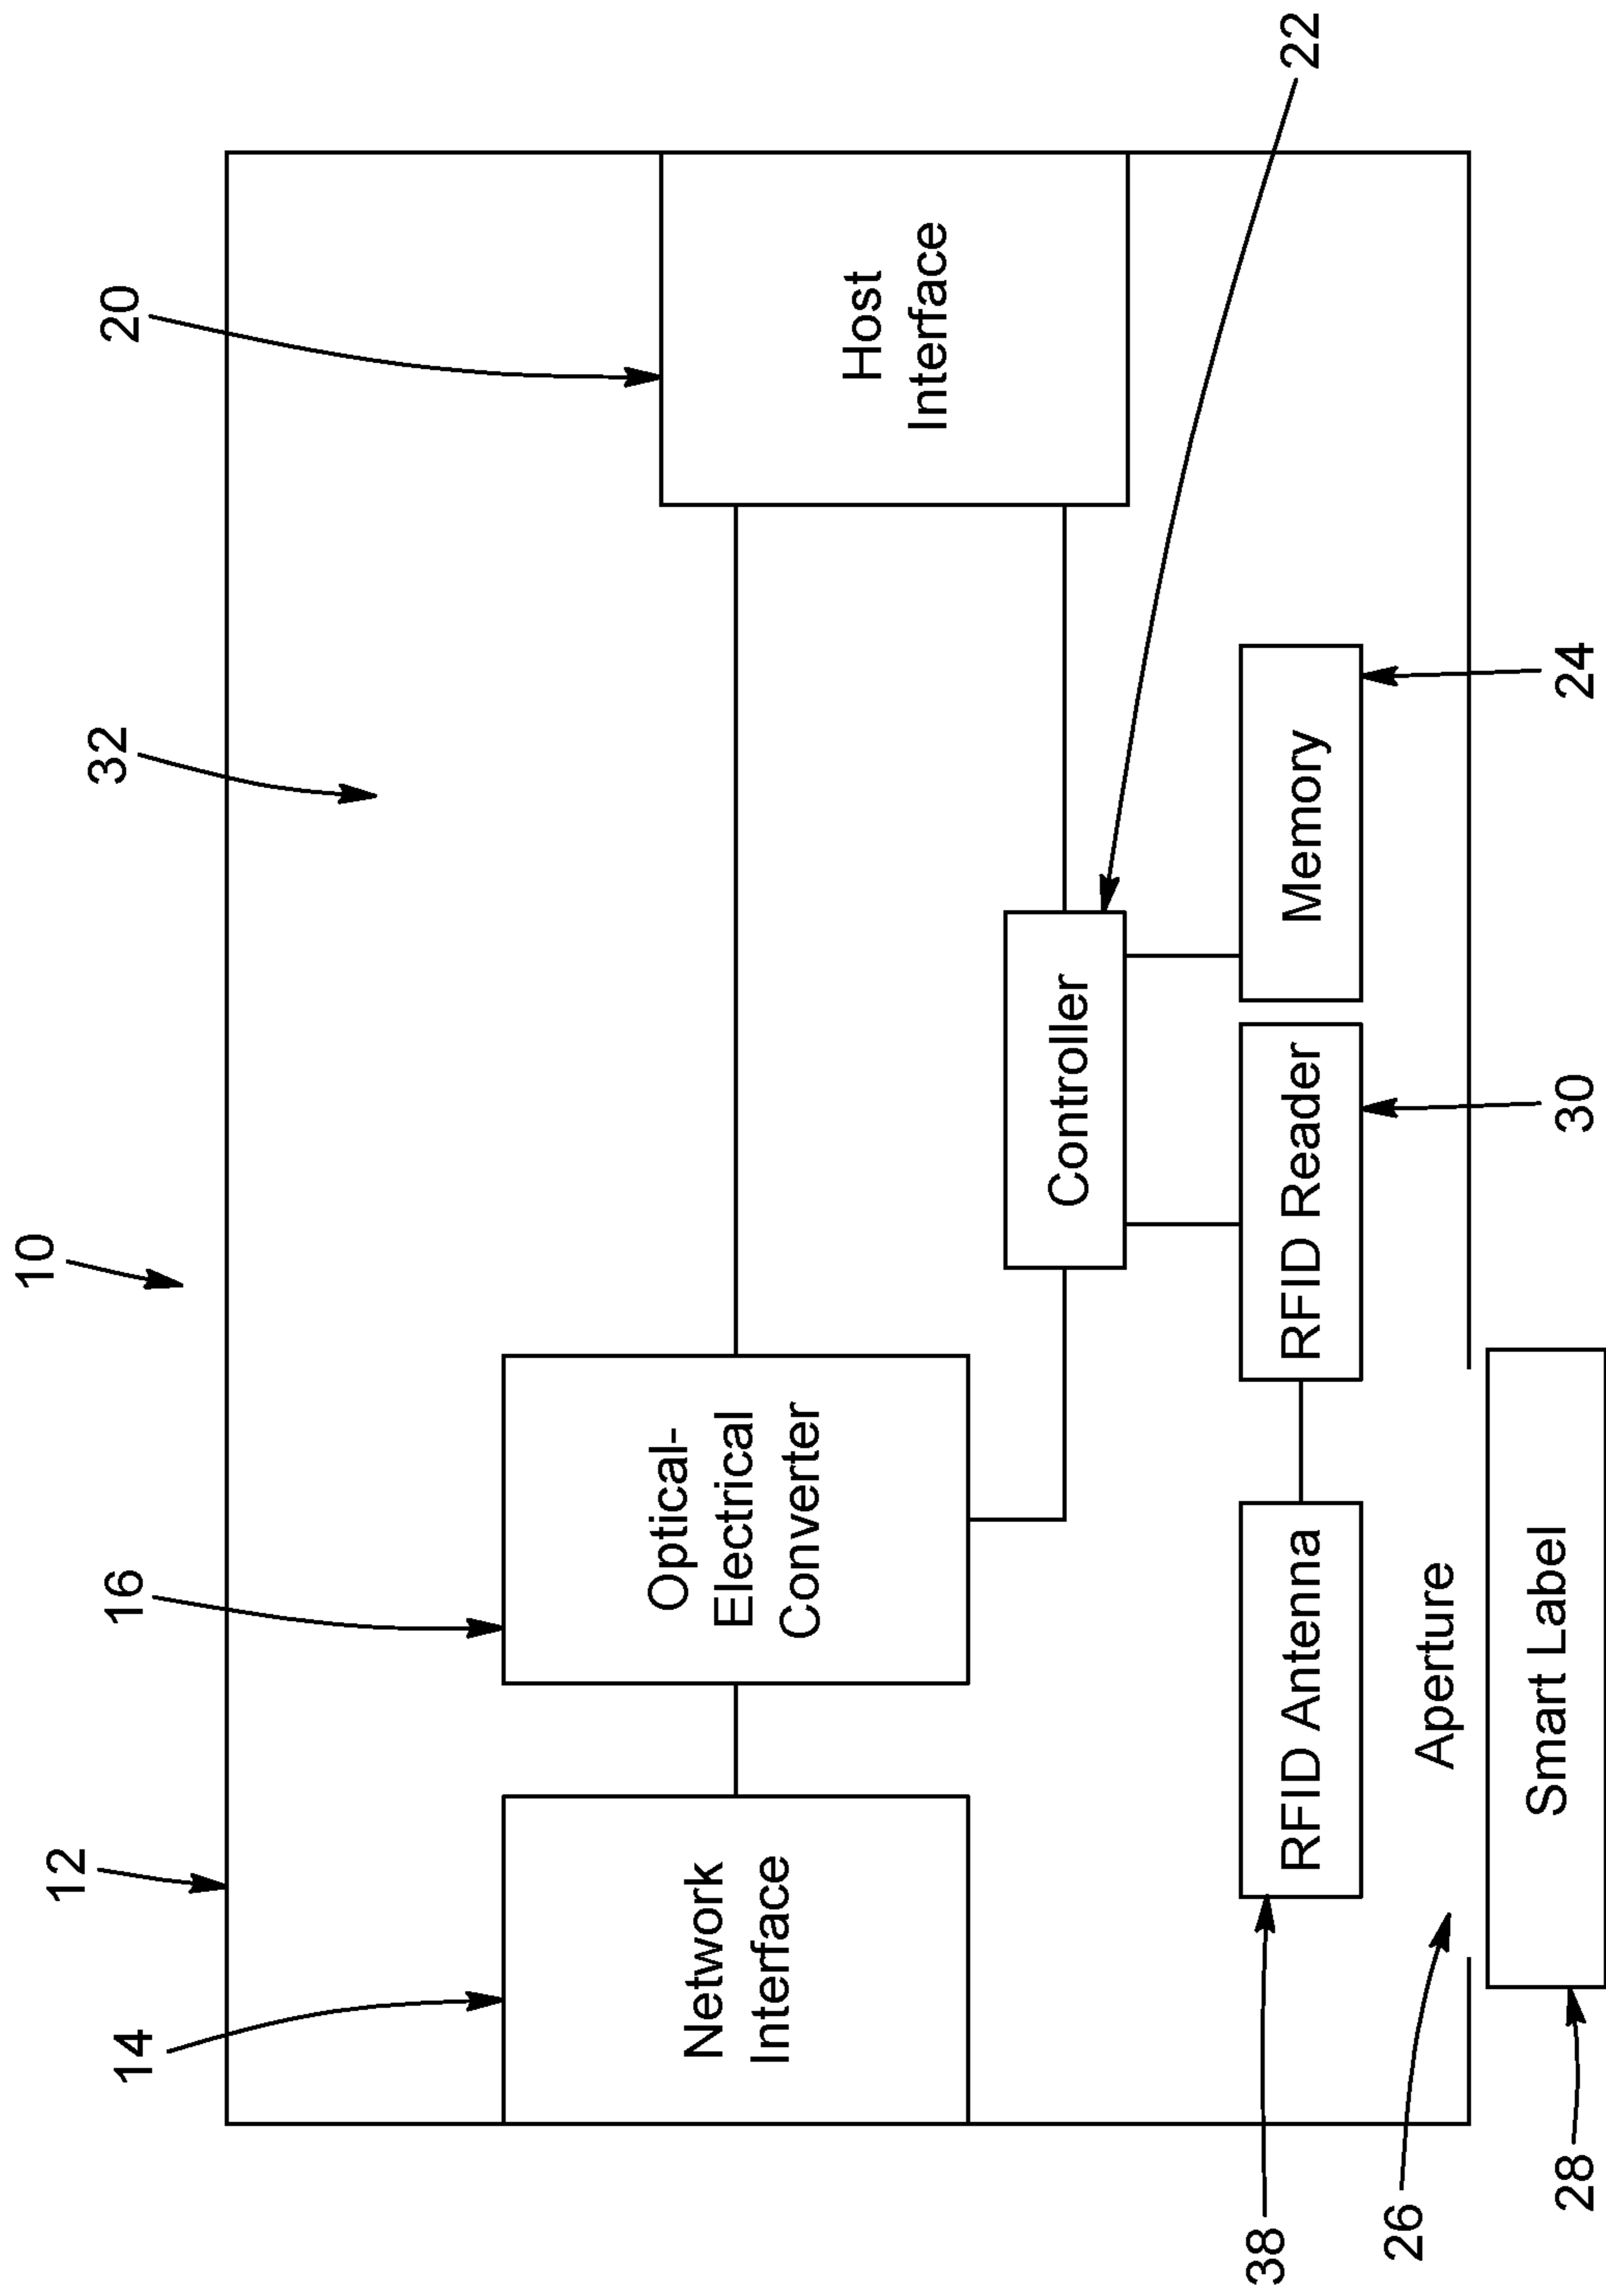 10
12
32
20
16
14
Optical-
Electrical
Converter
Network
Interface
Host
Interface
Controller
22
RFID Antenna
RFID Reader
Memory
38
Aperture
26
Smart Label
28
30
24